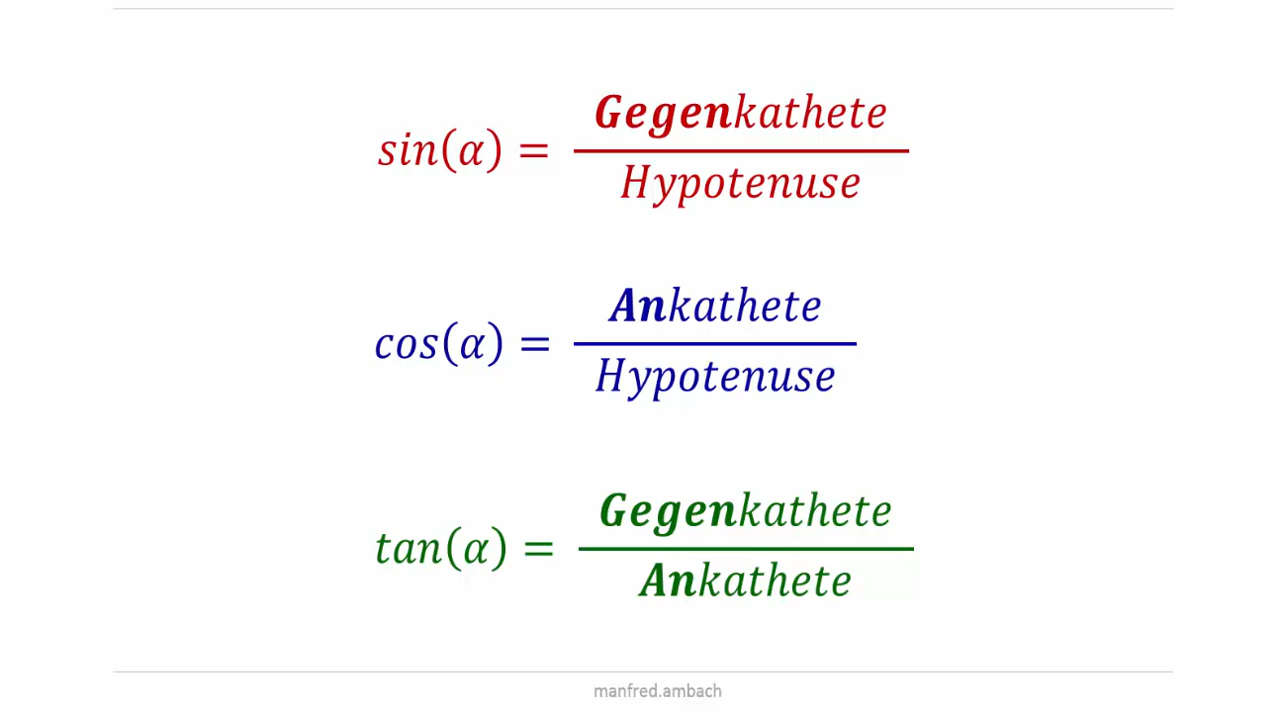 sin(α) = Gegenkathete
Hypotenuse
cos(α) = Ankathete
Hypotenuse
tan(α) = Gegenkathete
Ankathete
manfred.ambach